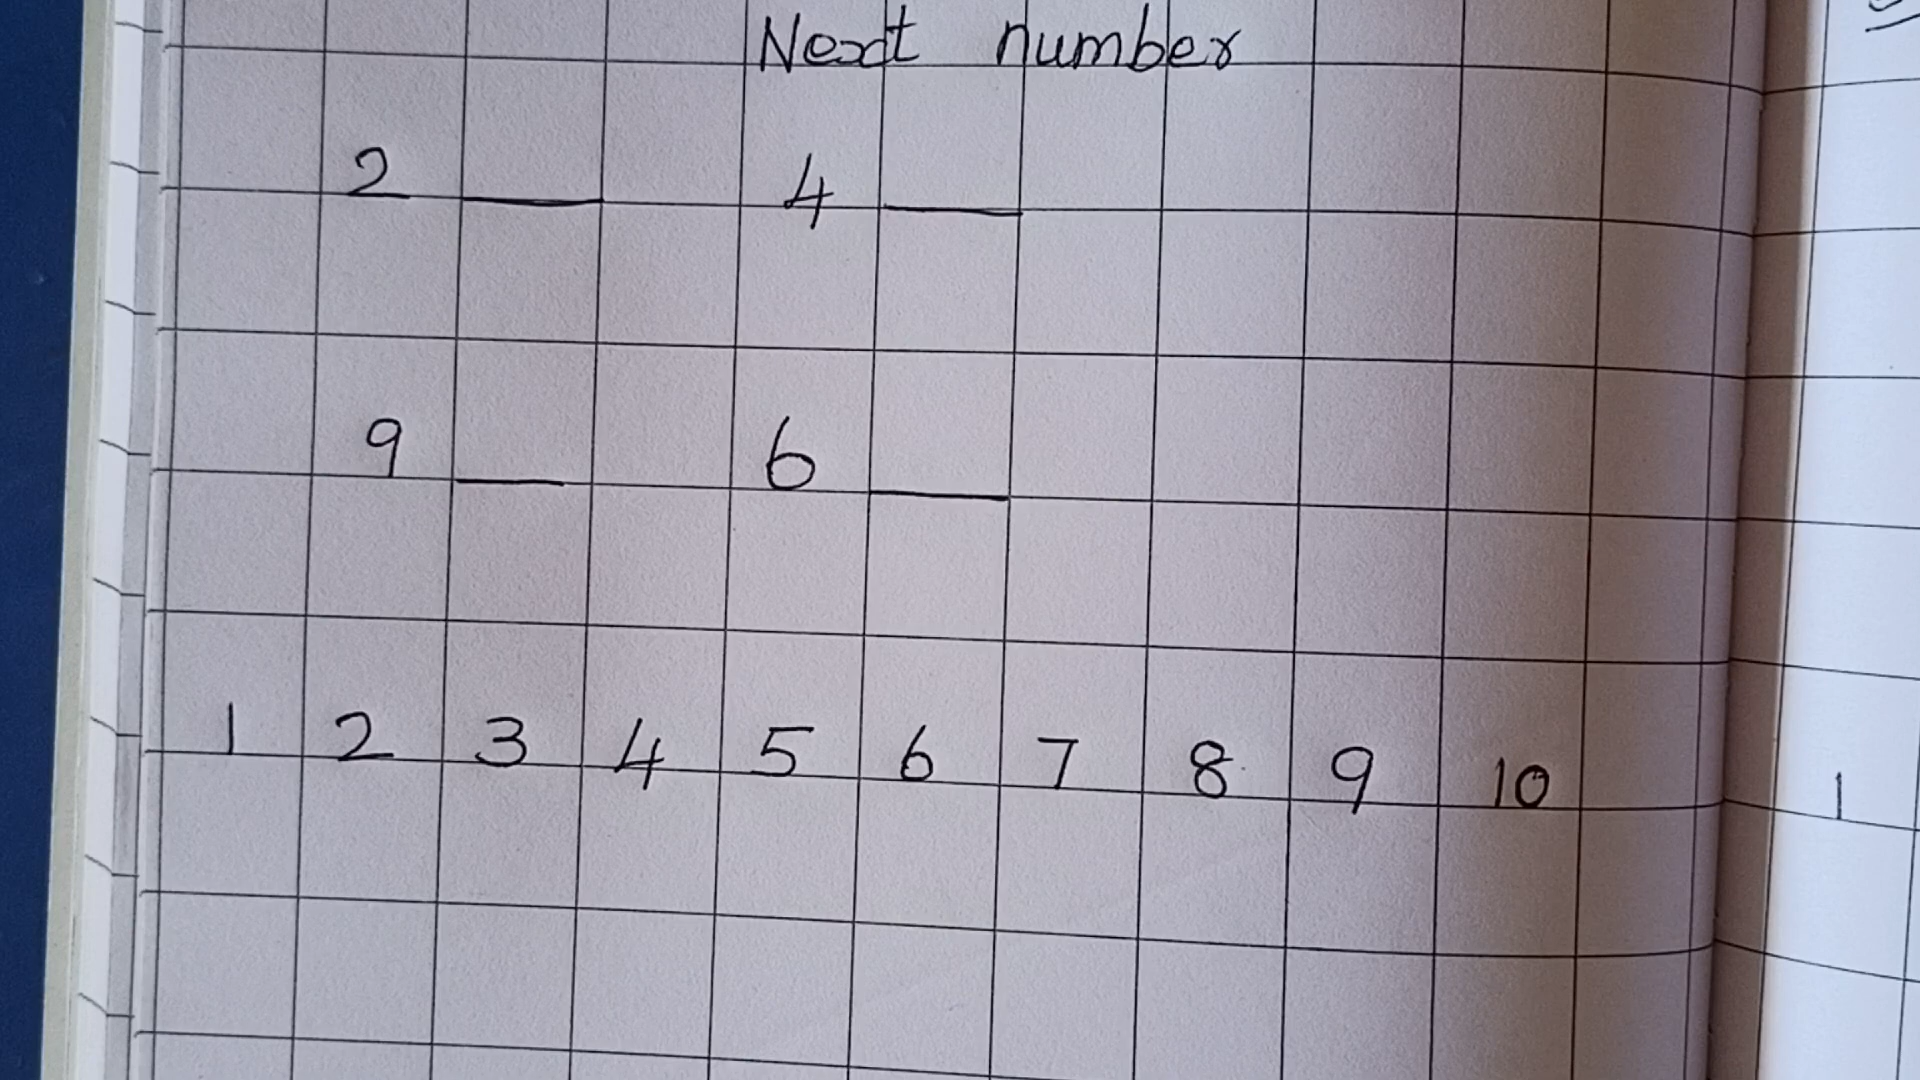 Next number
2 ___ 4 ___
9 ___ 6 ___
1 2 3 4 5 6 7 8 9 10
1